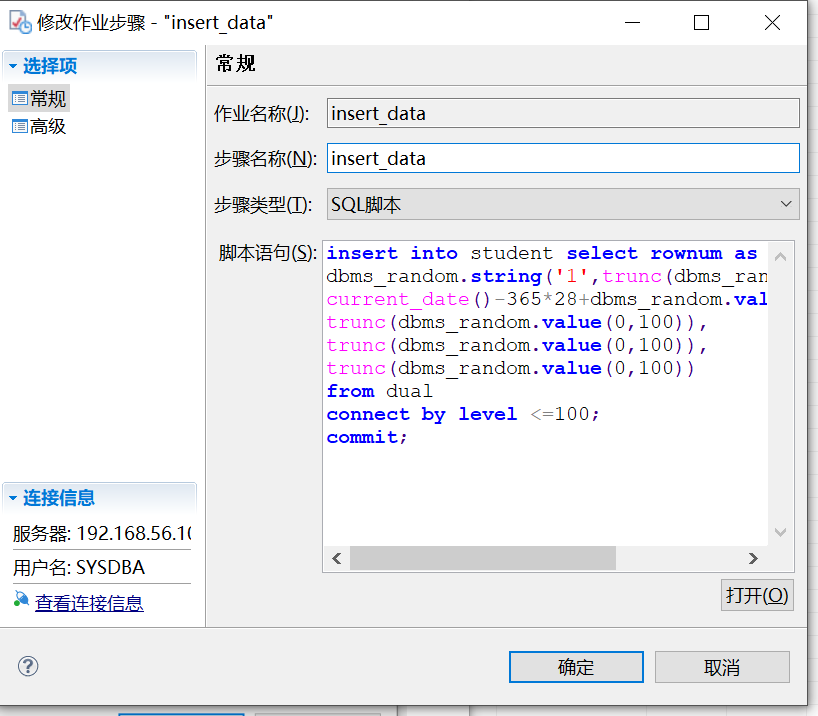 修改作业步骤 - "insert_data"
选择项
常规
高级
常规
作业名称(J): insert_data
步骤名称(N): insert_data
步骤类型(T): SQL脚本
脚本语句(S):
insert into student select rownum as
dbms_random.string('1',trunc(dbms_ran
current_date()-365*28+dbms_random.val
trunc(dbms_random.value(0,100)),
trunc(dbms_random.value(0,100)),
trunc(dbms_random.value(0,100))
from dual
connect by level <=100;
commit;
连接信息
服务器: 192.168.56.10
用户名: SYSDBA
查看连接信息
打开(O)
?
确定
取消